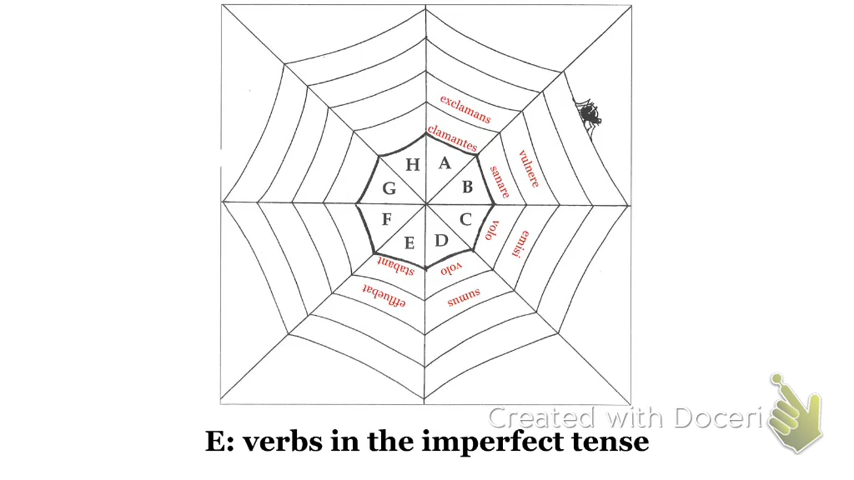 exclamans
clamantes
H
A
vulnere
sanare
G
B
F
C
volo
emisi
E
D
stabant
volo
effluebat
sumus
Created with Doceri
E: verbs in the imperfect tense